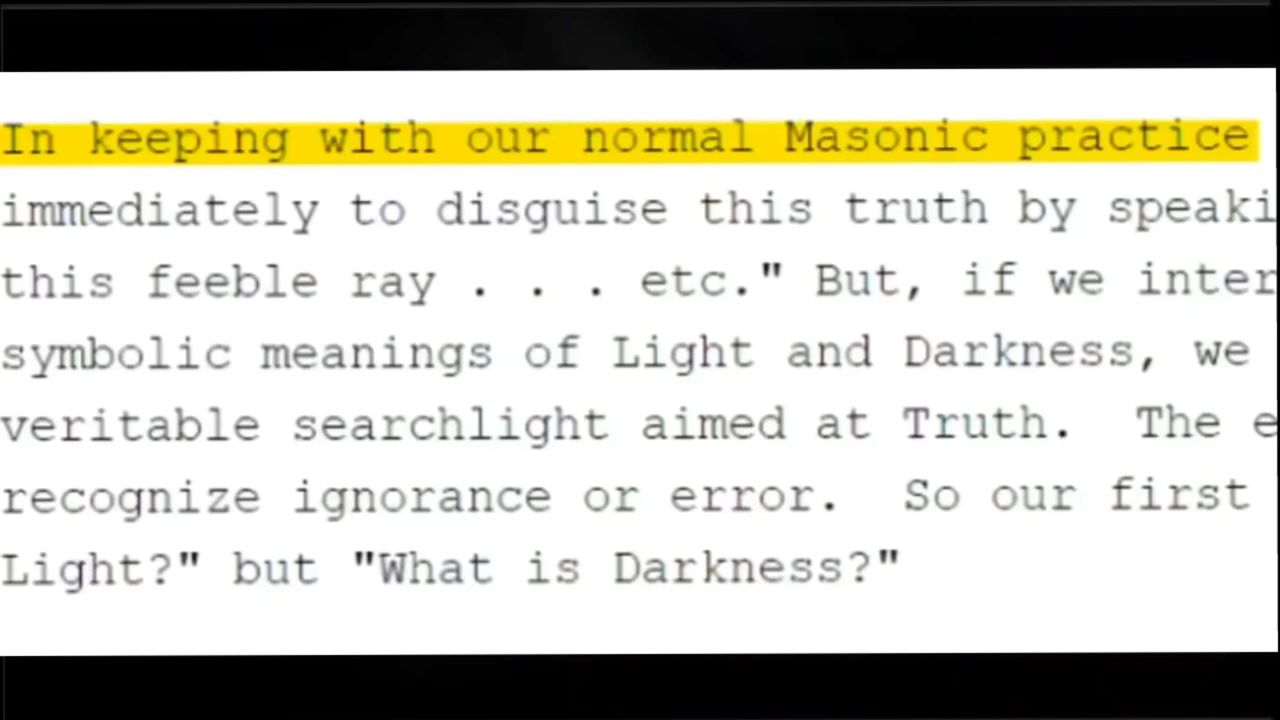 In keeping with our normal Masonic practice
immediately to disguise this truth by speaki
this feeble ray . . . etc." But, if we inter
symbolic meanings of Light and Darkness, we
veritable searchlight aimed at Truth. The e
recognize ignorance or error. So our first
Light?" but "What is Darkness?"